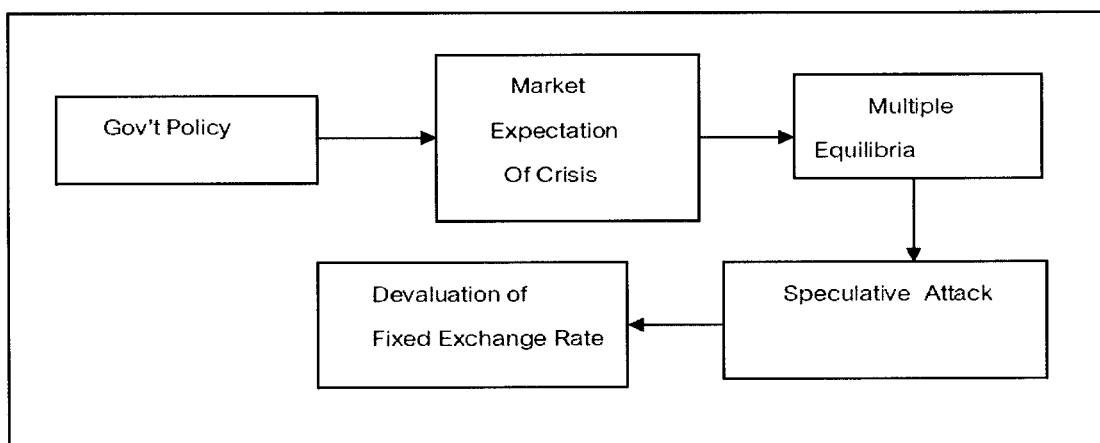 Gov't Policy
Market
Expectation
Of Crisis
Multiple
Equilibria
Speculative Attack
Devaluation of
Fixed Exchange Rate